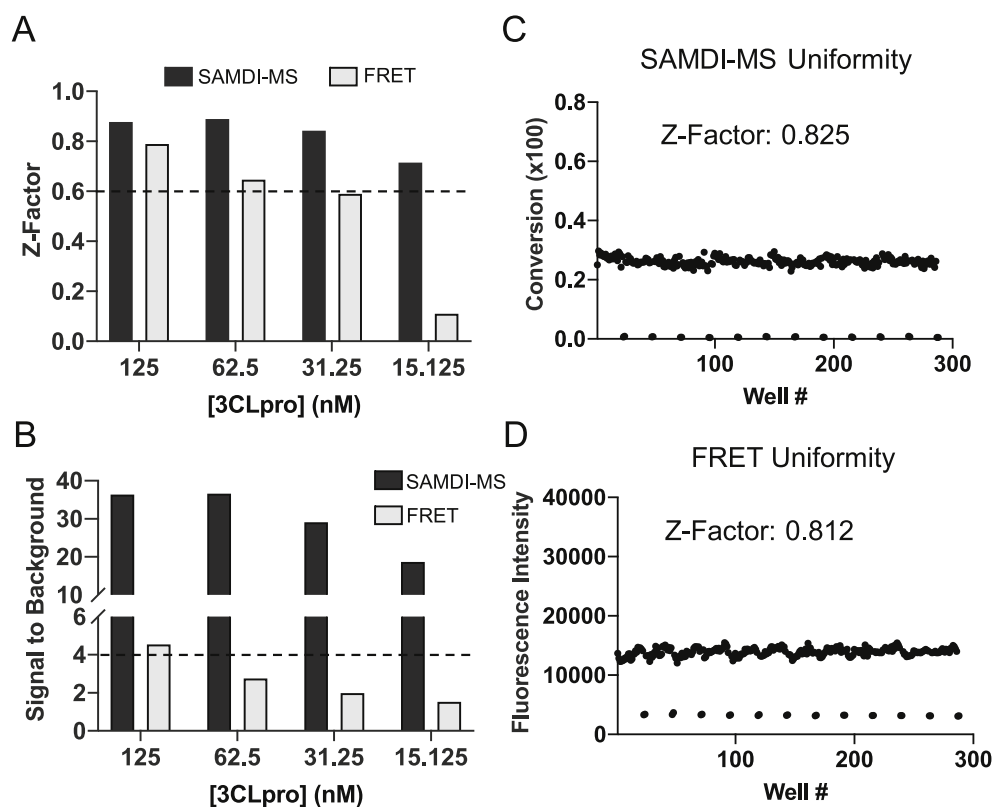 A
SAMDI-MS
FRET
1.0
0.8
0.6
0.4
0.2
0.0
Z-Factor
125
62.5
31.25
15.125
[3CLpro] (nM)
B
SAMDI-MS
FRET
40
30
20
10
6
4
2
0
Signal to Background
125
62.5
31.25
15.125
[3CLpro] (nM)
C
SAMDI-MS Uniformity
Z-Factor: 0.825
0.8
0.6
0.4
0.2
0.0
Conversion (x100)
100
200
300
Well #
D
FRET Uniformity
Z-Factor: 0.812
40000
30000
20000
10000
0
Fluorescence Intensity
100
200
300
Well #